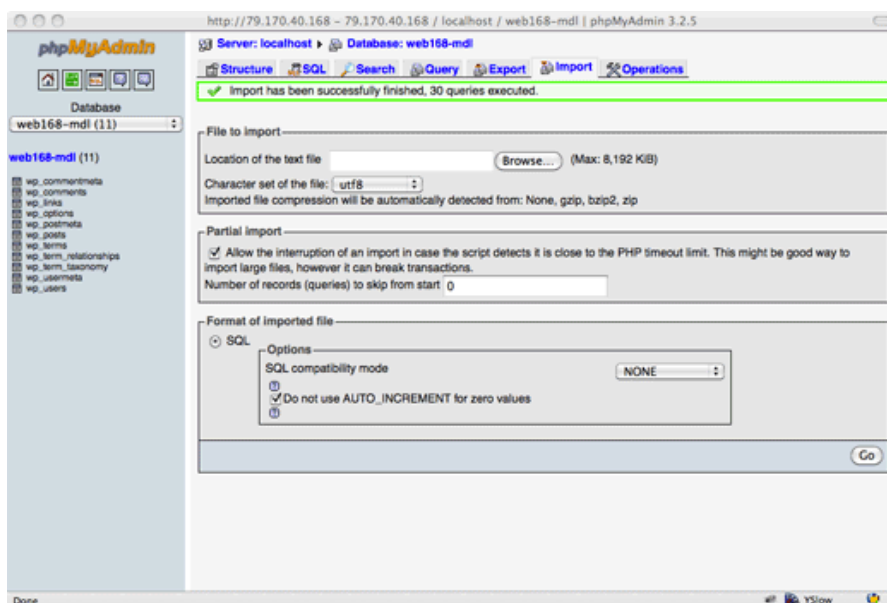 http://79.170.40.168 - 79.170.40.168 / localhost / web168-mdl | phpMyAdmin 3.2.5
phpMyAdmin
Database
web168-mdl (11)
web168-mdl (11)
wp_commentmeta
wp_comments
wp_links
wp_options
wp_postmeta
wp_posts
wp_terms
wp_term_relationships
wp_term_taxonomy
wp_usermeta
wp_users
Server: localhost Database: web168-mdl
Structure SQL Search Query Export Import Operations
Import has been successfully finished, 30 queries executed.
File to import
Location of the text file Browse... (Max: 8,192 KiB)
Character set of the file: utf8
Imported file compression will be automatically detected from: None, gzip, bzip2, zip
Partial import
Allow the interruption of an import in case the script detects it is close to the PHP timeout limit. This might be good way to
import large files, however it can break transactions.
Number of records (queries) to skip from start 0
Format of imported file
SQL
Options
SQL compatibility mode NONE
Do not use AUTO_INCREMENT for zero values
Go
Done YSlow